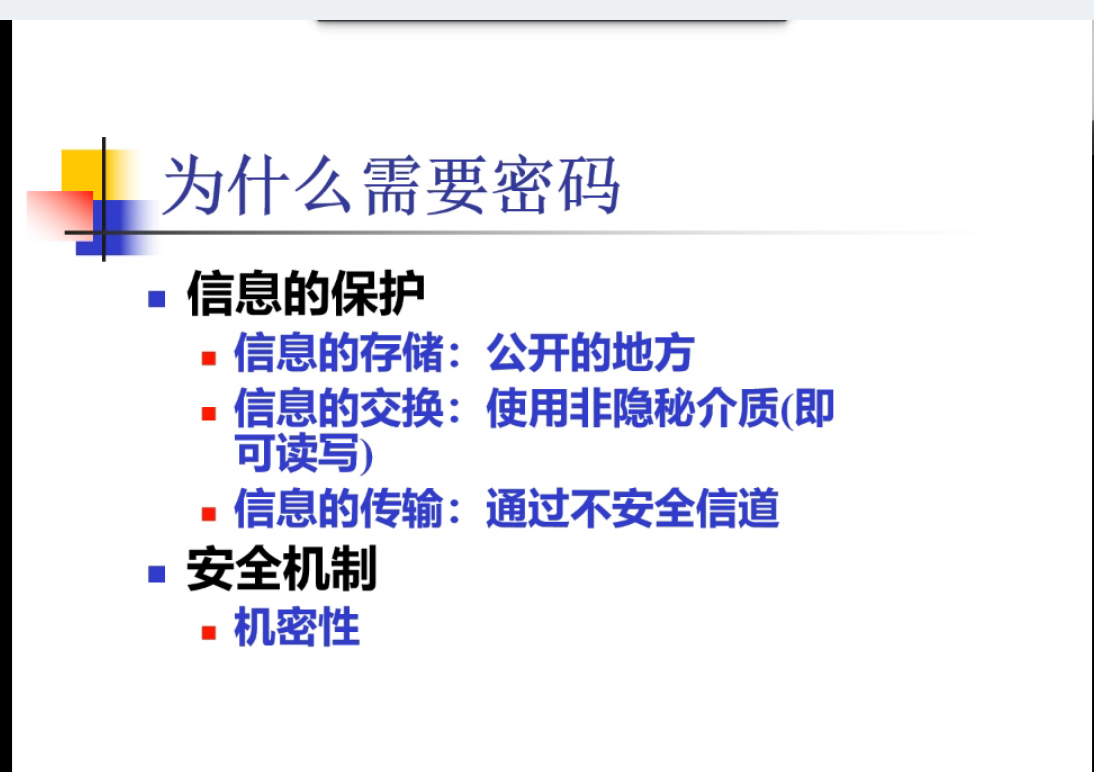 为什么需要密码
信息的保护
信息的存储：公开的地方
信息的交换：使用非隐秘介质(即
可读写)
信息的传输：通过不安全信道
安全机制
机密性